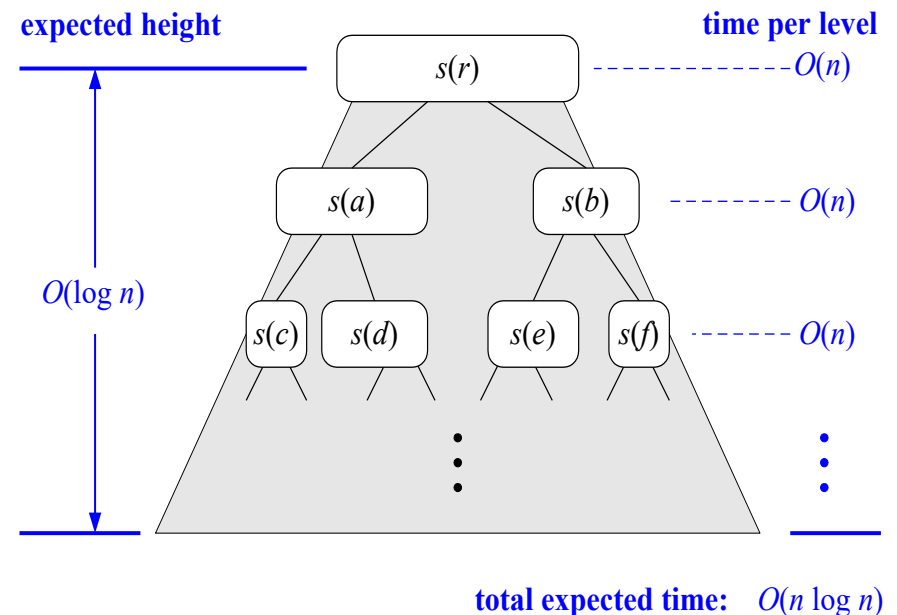 expected height
time per level
s(r)
O(n)
s(a)
s(b)
O(n)
O(log n)
s(c)
s(d)
s(e)
s(f)
O(n)
total expected time: O(n log n)